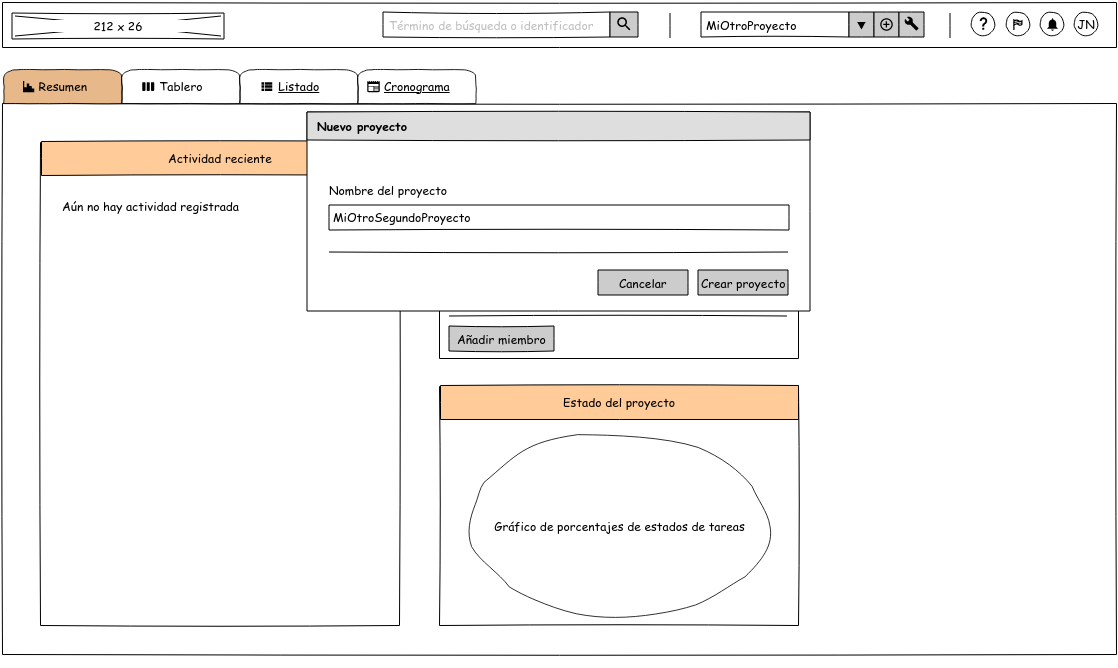 212 x 26
Término de búsqueda o identificador
MiOtroProyecto
?
JN
Resumen
Tablero
Listado
Cronograma
Nuevo proyecto
Actividad reciente
Nombre del proyecto
Aún no hay actividad registrada
MiOtroSegundoProyecto
Cancelar
Crear proyecto
Añadir miembro
Estado del proyecto
Gráfico de porcentajes de estados de tareas